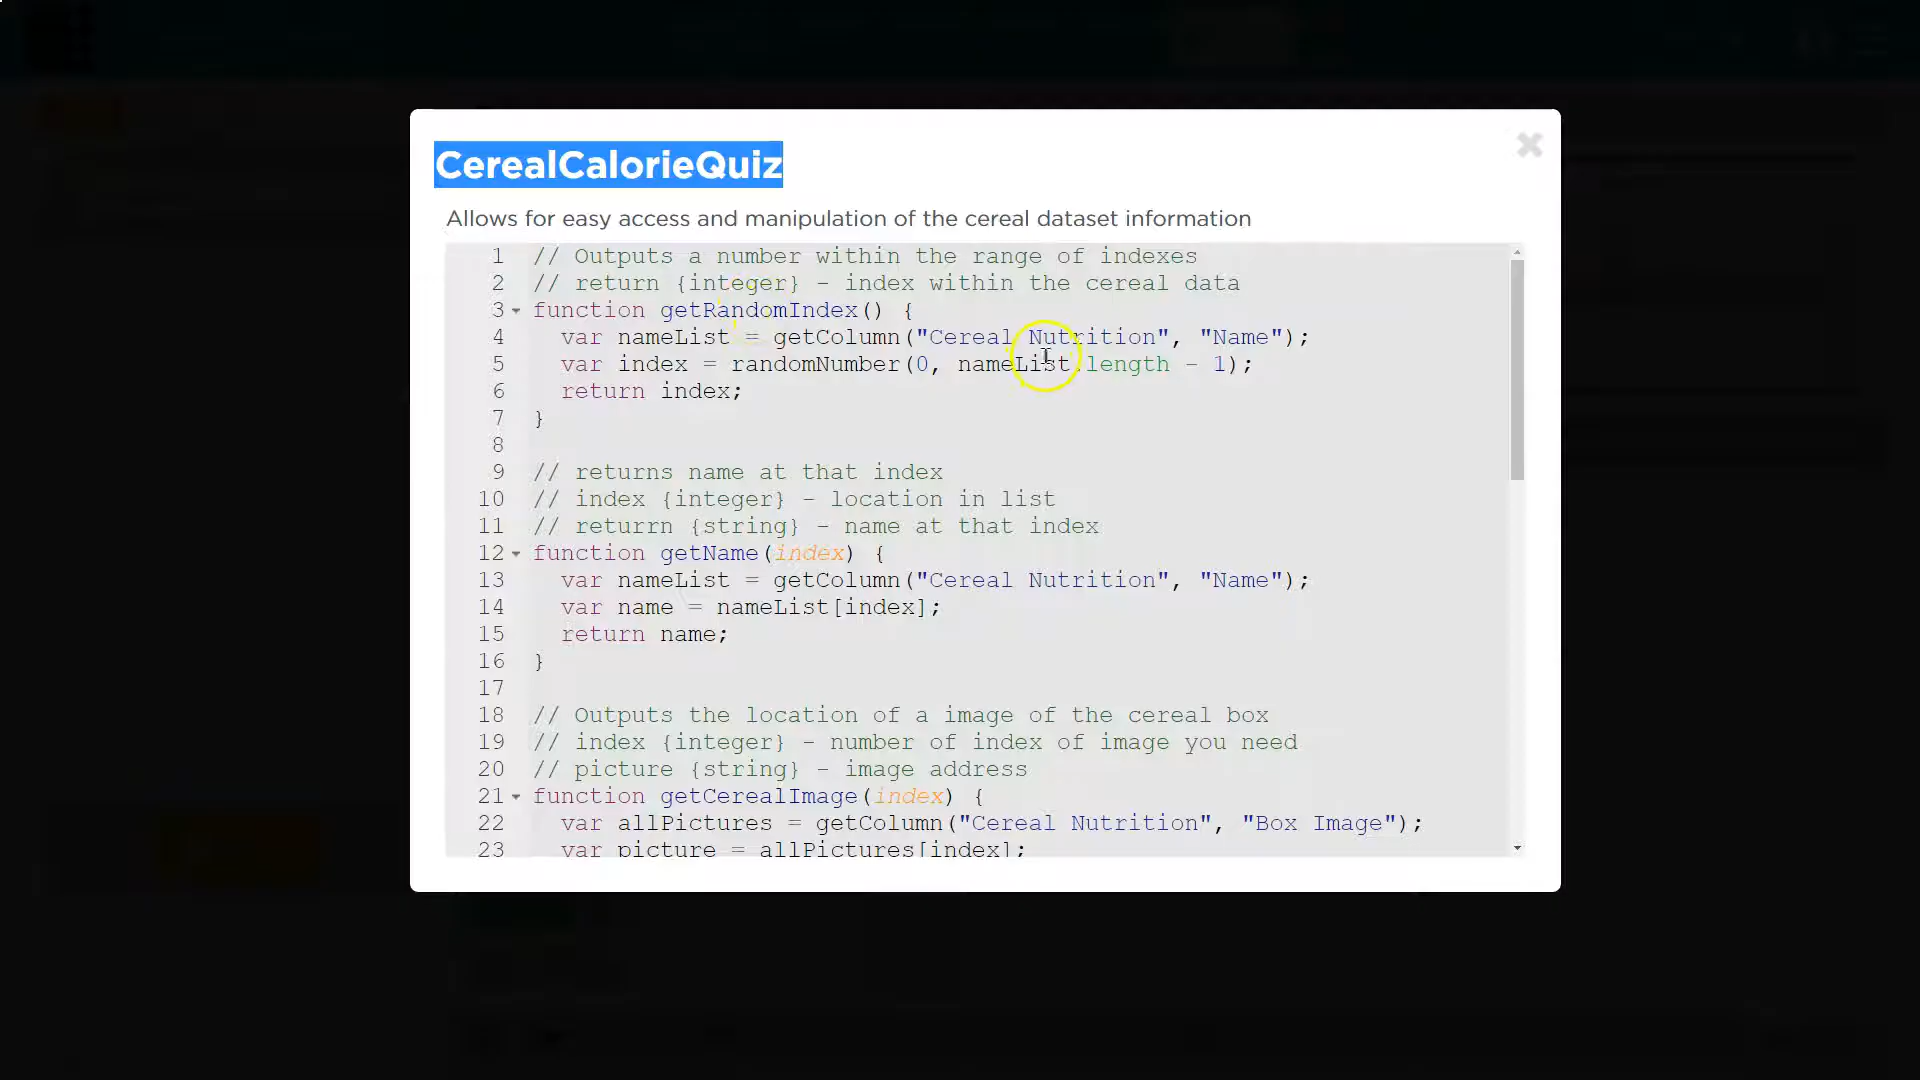 CerealCalorieQuiz
Allows for easy access and manipulation of the cereal dataset information
1 // Outputs a number within the range of indexes
2 // return {integer} - index within the cereal data
3 function getRandomIndex() {
4 var nameList = getColumn("Cereal Nutrition", "Name");
5 var index = randomNumber(0, nameList.length - 1);
6 return index;
7 }
8
9 // returns name at that index
10 // index {integer} - location in list
11 // returrn {string} - name at that index
12 function getName(index) {
13 var nameList = getColumn("Cereal Nutrition", "Name");
14 var name = nameList[index];
15 return name;
16 }
17
18 // Outputs the location of a image of the cereal box
19 // index {integer} - number of index of image you need
20 // picture {string} - image address
21 function getCerealImage(index) {
22 var allPictures = getColumn("Cereal Nutrition", "Box Image");
23 var picture = allPictures[index];